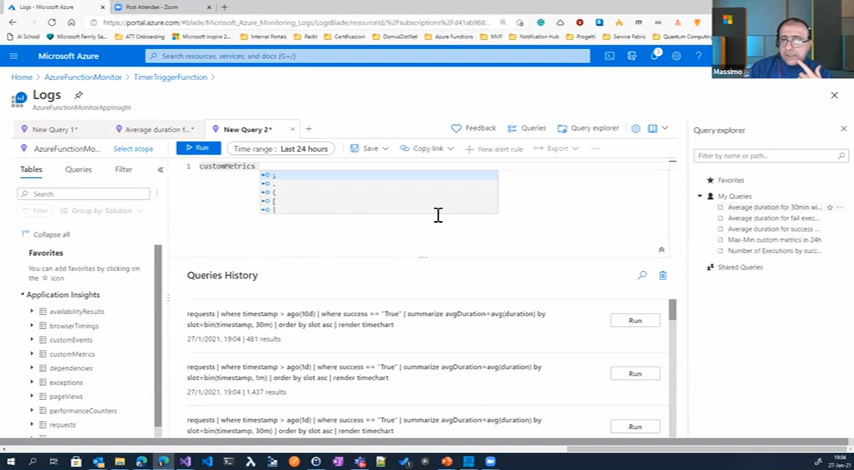 Logs - Microsoft Azure
Post Attendee - Zoom
https://portal.azure.com/#blade/Microsoft_Azure_Monitoring_Logs/LogsBlade/resourceId/%2Fsubscriptions%2Fd41ab988...
AI School
Microsoft Family Sa...
ATT Onboarding
Microsoft Inspire 2...
Internal Portals
Packt
Certificazioni
DomusDotNet
Azure Functions
MVP
Notification Hub
Progetti
Service Fabric
Quantum Computing
Massimo
Microsoft Azure
Search resources, services, and docs (G+/)
Home > AzureFunctionMonitor > TimerTriggerFunction >
Logs
AzureFunctionMonitorAppInsight
New Query 1*
Average duration f...*
New Query 2*
Feedback
Queries
Query explorer
AzureFunctionMo...
Select scope
Run
Time range : Last 24 hours
Save
Copy link
New alert rule
Export
Tables
Queries
Filter
Search
Filter
Group by: Solution
Collapse all
Favorites
You can add favorites by clicking on
the icon
Application Insights
availabilityResults
browserTimings
customEvents
customMetrics
dependencies
exceptions
pageViews
performanceCounters
requests
1 customMetrics
;
.
(
[
|
Queries History
requests | where timestamp > ago(10d) | where success == "True" | summarize avgDuration=avg(duration) by
slot=bin(timestamp, 30m) | order by slot asc | render timechart
27/1/2021, 19:04 | 481 results
Run
requests | where timestamp > ago(1d) | where success == "True" | summarize avgDuration=avg(duration) by
slot=bin(timestamp, 1m) | order by slot asc | render timechart
27/1/2021, 19:04 | 1.437 results
Run
requests | where timestamp > ago(1d) | where success == "True" | summarize avgDuration=avg(duration) by
slot=bin(timestamp, 30m) | order by slot asc | render timechart
Run
Query explorer
Filter by name or query...
Favorites
My Queries
Average duration for 30min wi...
Average duration for fail exec...
Average duration for success ...
Max-Min custom metrics in 24h
Number of Executions by succ...
Shared Queries
19:04
27-Jan-21